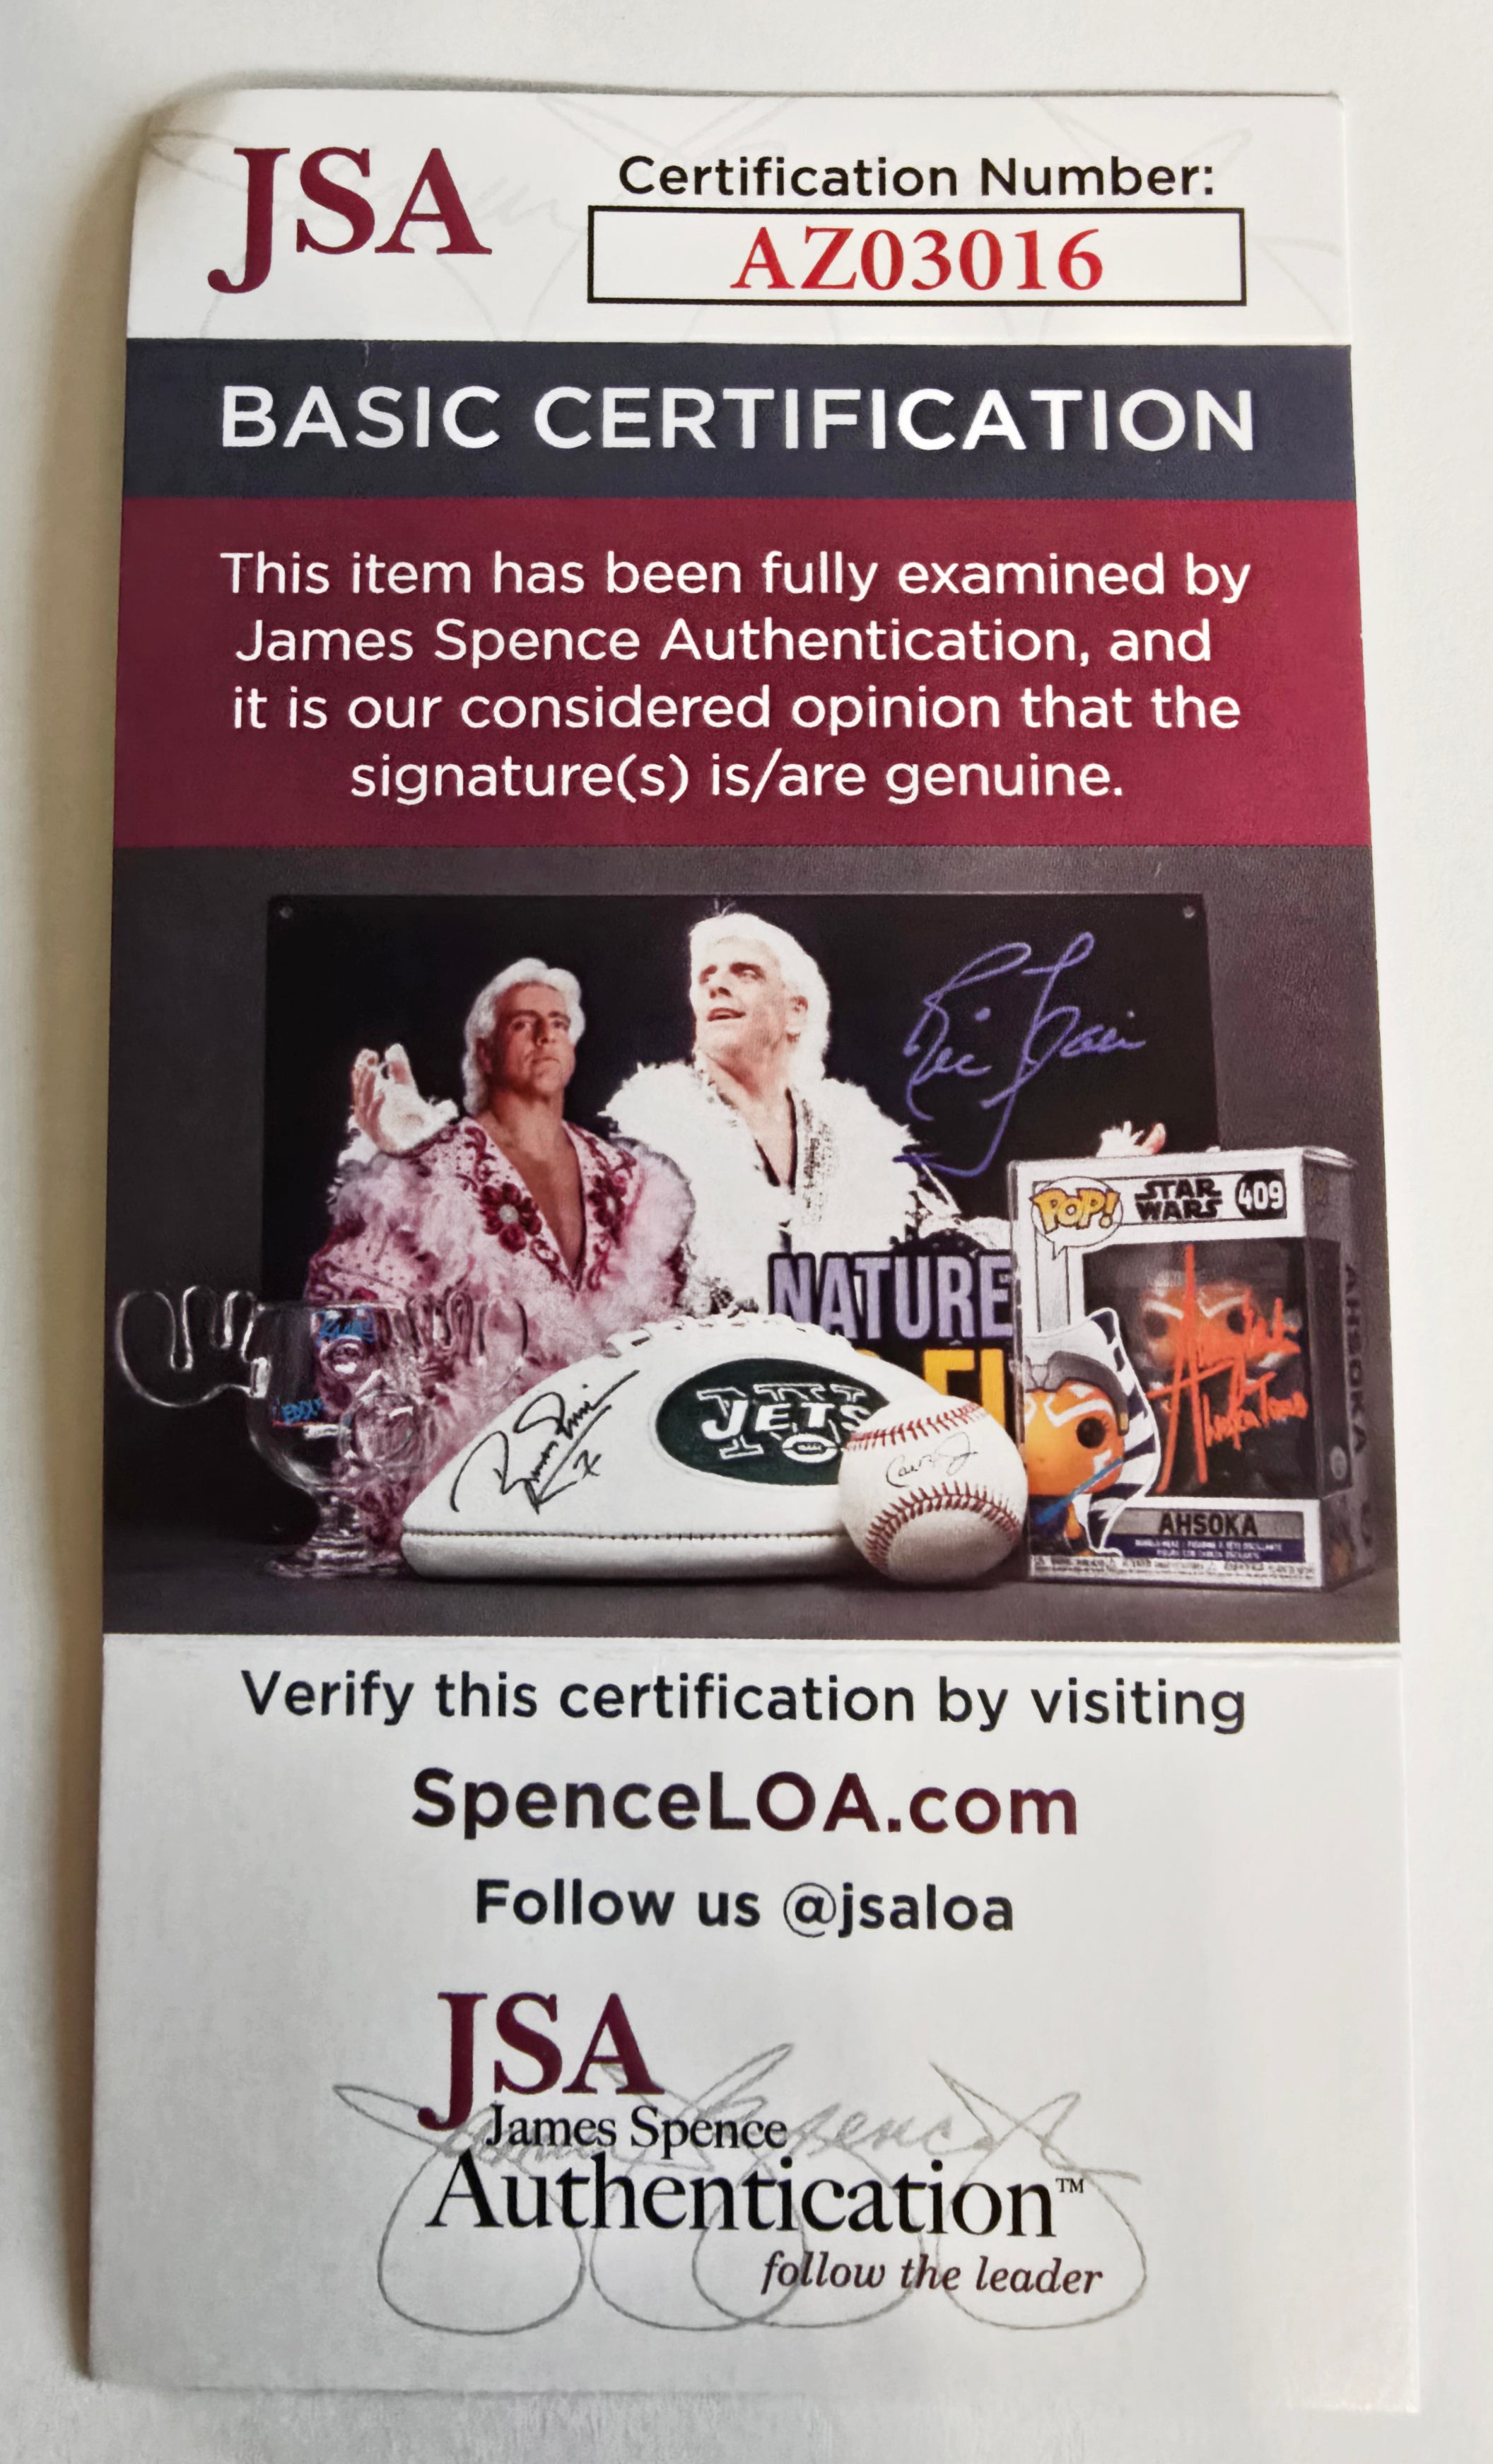 JSA
Certification Number:
AZ03016
BASIC CERTIFICATION
This item has been fully examined by
James Spence Authentication, and
it is our considered opinion that the
signature(s) is/are genuine.
Ric Flair
POP!
STAR
WARS
409
NATURE
JETS
AHSOKA
AHSOKA
Verify this certification by visiting
SpenceLOA.com
Follow us @jsaloa
JSA
James Spence
Authentication™
follow the leader